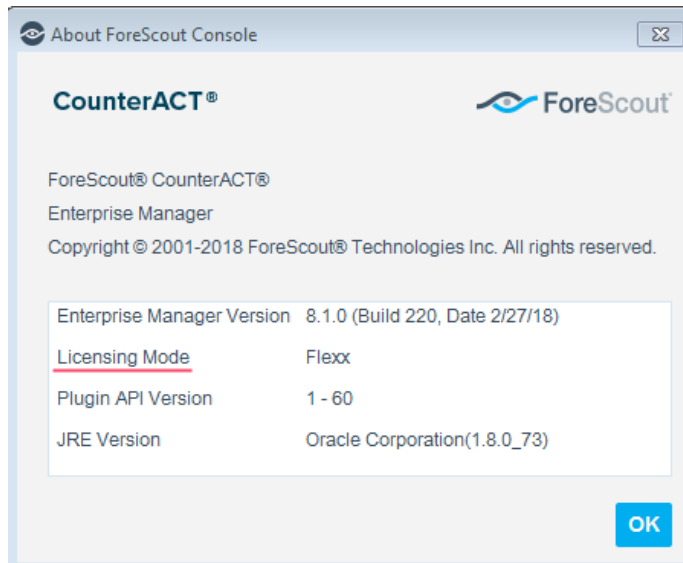 About ForeScout Console
CounterACT®
ForeScout
ForeScout® CounterACT®
Enterprise Manager
Copyright © 2001-2018 ForeScout® Technologies Inc. All rights reserved.
Enterprise Manager Version 8.1.0 (Build 220, Date 2/27/18)
Licensing Mode Flexx
Plugin API Version 1 - 60
JRE Version Oracle Corporation(1.8.0_73)
OK